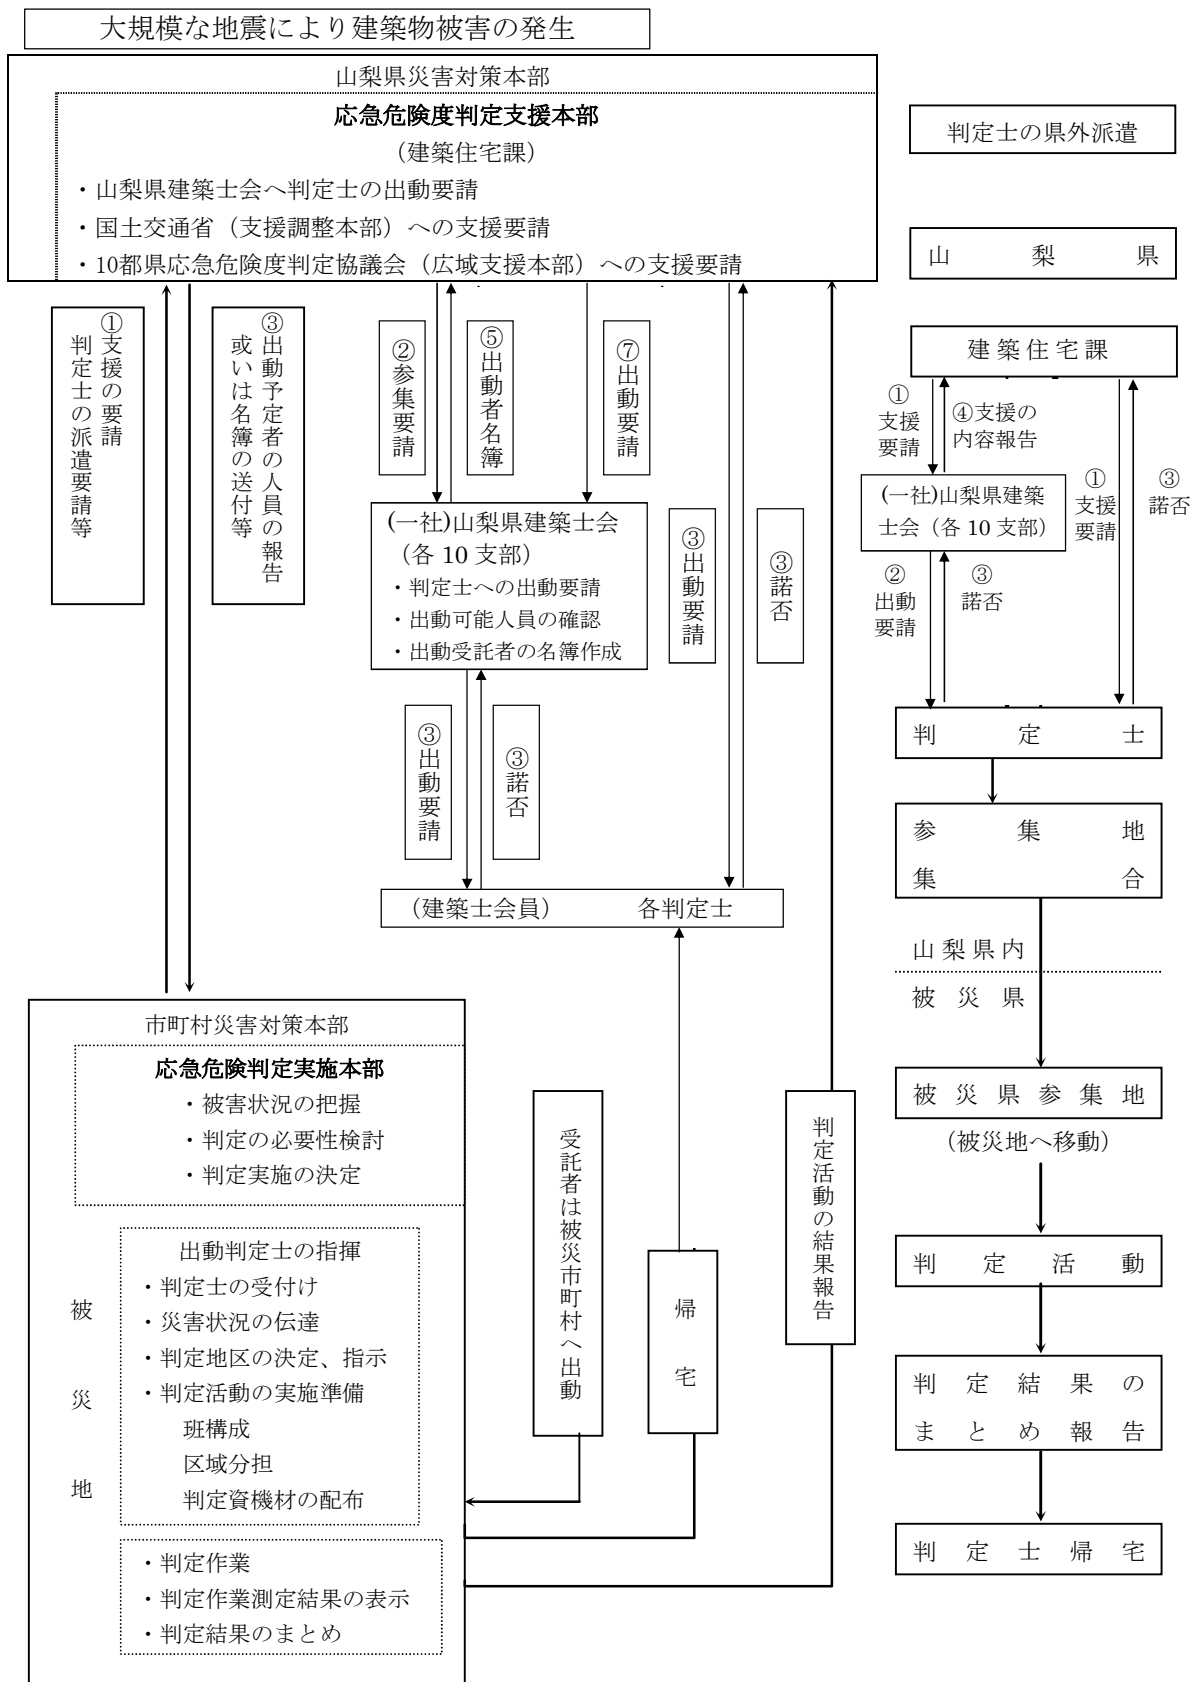 大規模な地震により建築物被害の発生
山梨県災害対策本部
応急危険度判定支援本部
(建築住宅課)
・山梨県建築士会へ判定士の出動要請
・国土交通省（支援調整本部）への支援要請
・10都県応急危険度判定協議会（広域支援本部）への支援要請
①支援の要請
判定士の派遣要請等
③出動予定者の人員の報告
或いは名簿の送付等
②参集要請
⑤出動者名簿
⑦出動要請
(一社)山梨県建築士会
(各 10 支部)
・判定士への出動要請
・出動可能人員の確認
・出動受託者の名簿作成
③出動要請
③諾否
③出動要請
③諾否
(建築士会員)　各判定士
市町村災害対策本部
応急危険判定実施本部
・被害状況の把握
・判定の必要性検討
・判定実施の決定
被災地
出動判定士の指揮
・判定士の受付け
・災害状況の伝達
・判定地区の決定、指示
・判定活動の実施準備
班構成
区域分担
判定資機材の配布
・判定作業
・判定作業測定結果の表示
・判定結果のまとめ
受託者は被災市町村へ出動
帰宅
判定活動の結果報告
判定士の県外派遣
山梨県
建築住宅課
①
支援
要請
④支援の
内容報告
(一社)山梨県建築
士会（各 10 支部）
①
支援
要請
③
諾否
②
出動
要請
③
諾否
判定士
参集地
集合
山梨県内
被災県
被災県参集地
(被災地へ移動)
判定活動
判定結果の
まとめ報告
判定士帰宅